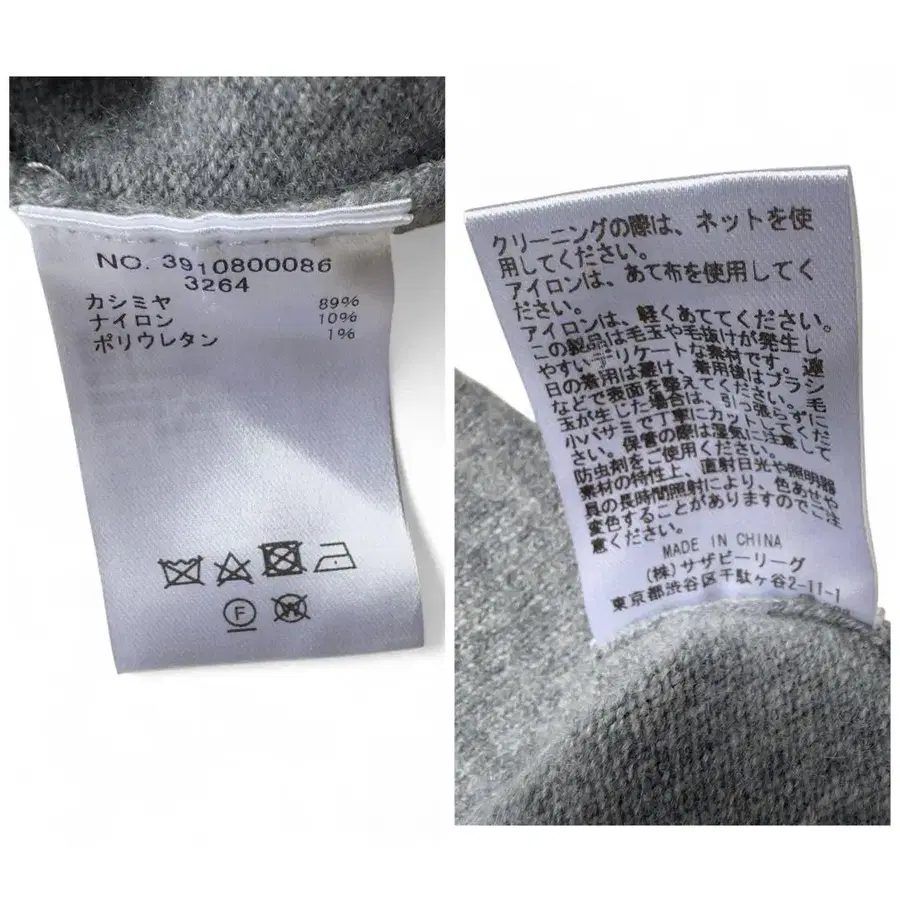 NO. 3910800086
3264
カシミヤ 89%
ナイロン 10%
ポリウレタン 1%
F
W
クリーニングの際は、ネットを使
用してください。
アイロンは、あて布を使用してく
ださい。
アイロンは、軽くあててください。
この製品は毛玉や毛抜けが発生し
やすいデリケートな素材です。連
日の着用は避け、着用後はブラシ
などで表面を整えてください。毛
玉が生じた場合は、引っ張らずに
小バサミで丁寧にカットしてくだ
さい。保管の際は湿気に注意して
防虫剤をご使用ください。
素材の特性上、直射日光や照明器
具の長時間照射により、色あせや
変色することがありますのでご注
意ください。
MADE IN CHINA
(株)サザビーリーグ
東京都渋谷区千駄ヶ谷2-11-1